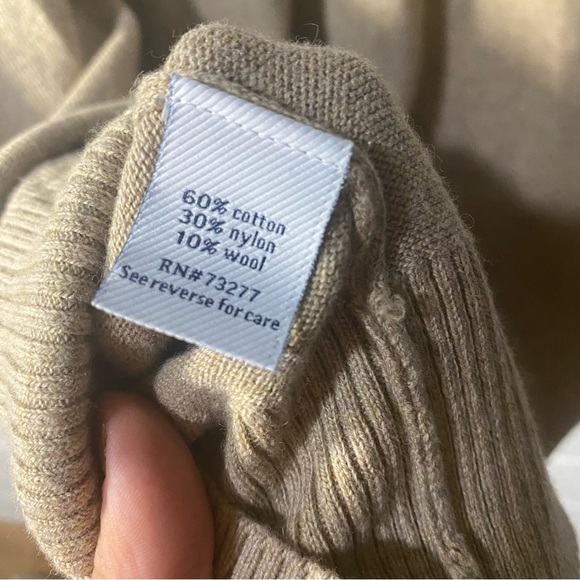 60% cotton
30% nylon
10% wool
RN#73277
See reverse for care